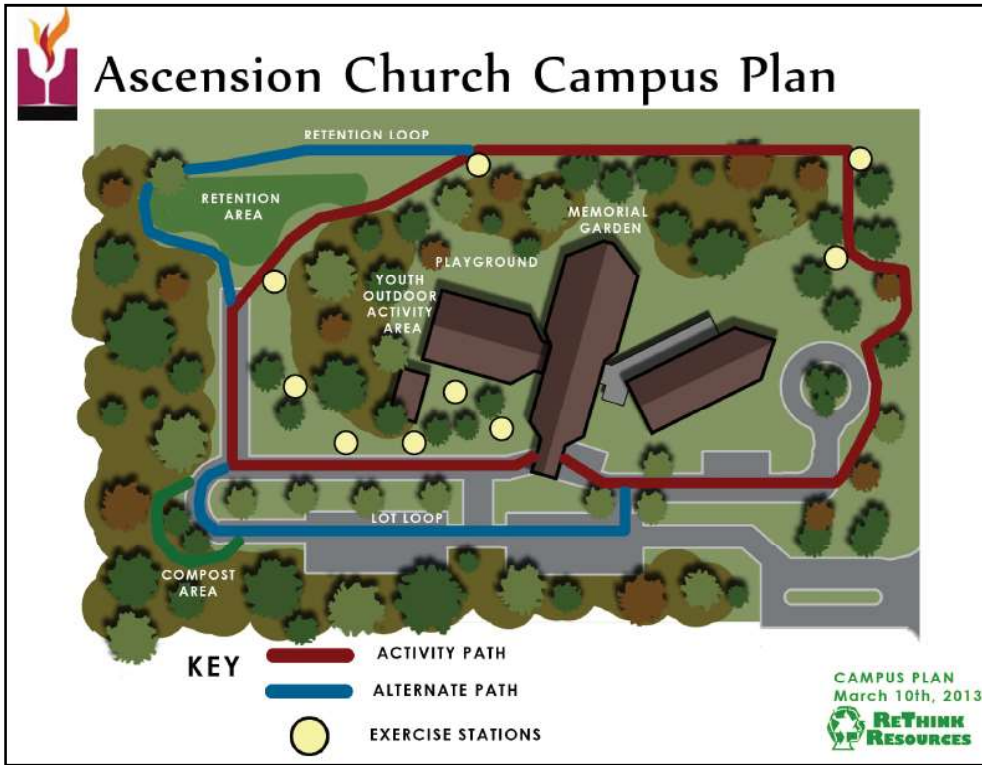 Ascension Church Campus Plan
RETENTION LOOP
RETENTION
AREA
MEMORIAL
GARDEN
PLAYGROUND
YOUTH
OUTDOOR
ACTIVITY
AREA
LOT LOOP
COMPOST
AREA
KEY
ACTIVITY PATH
ALTERNATE PATH
EXERCISE STATIONS
CAMPUS PLAN
March 10th, 2013
RETHINK
RESOURCES